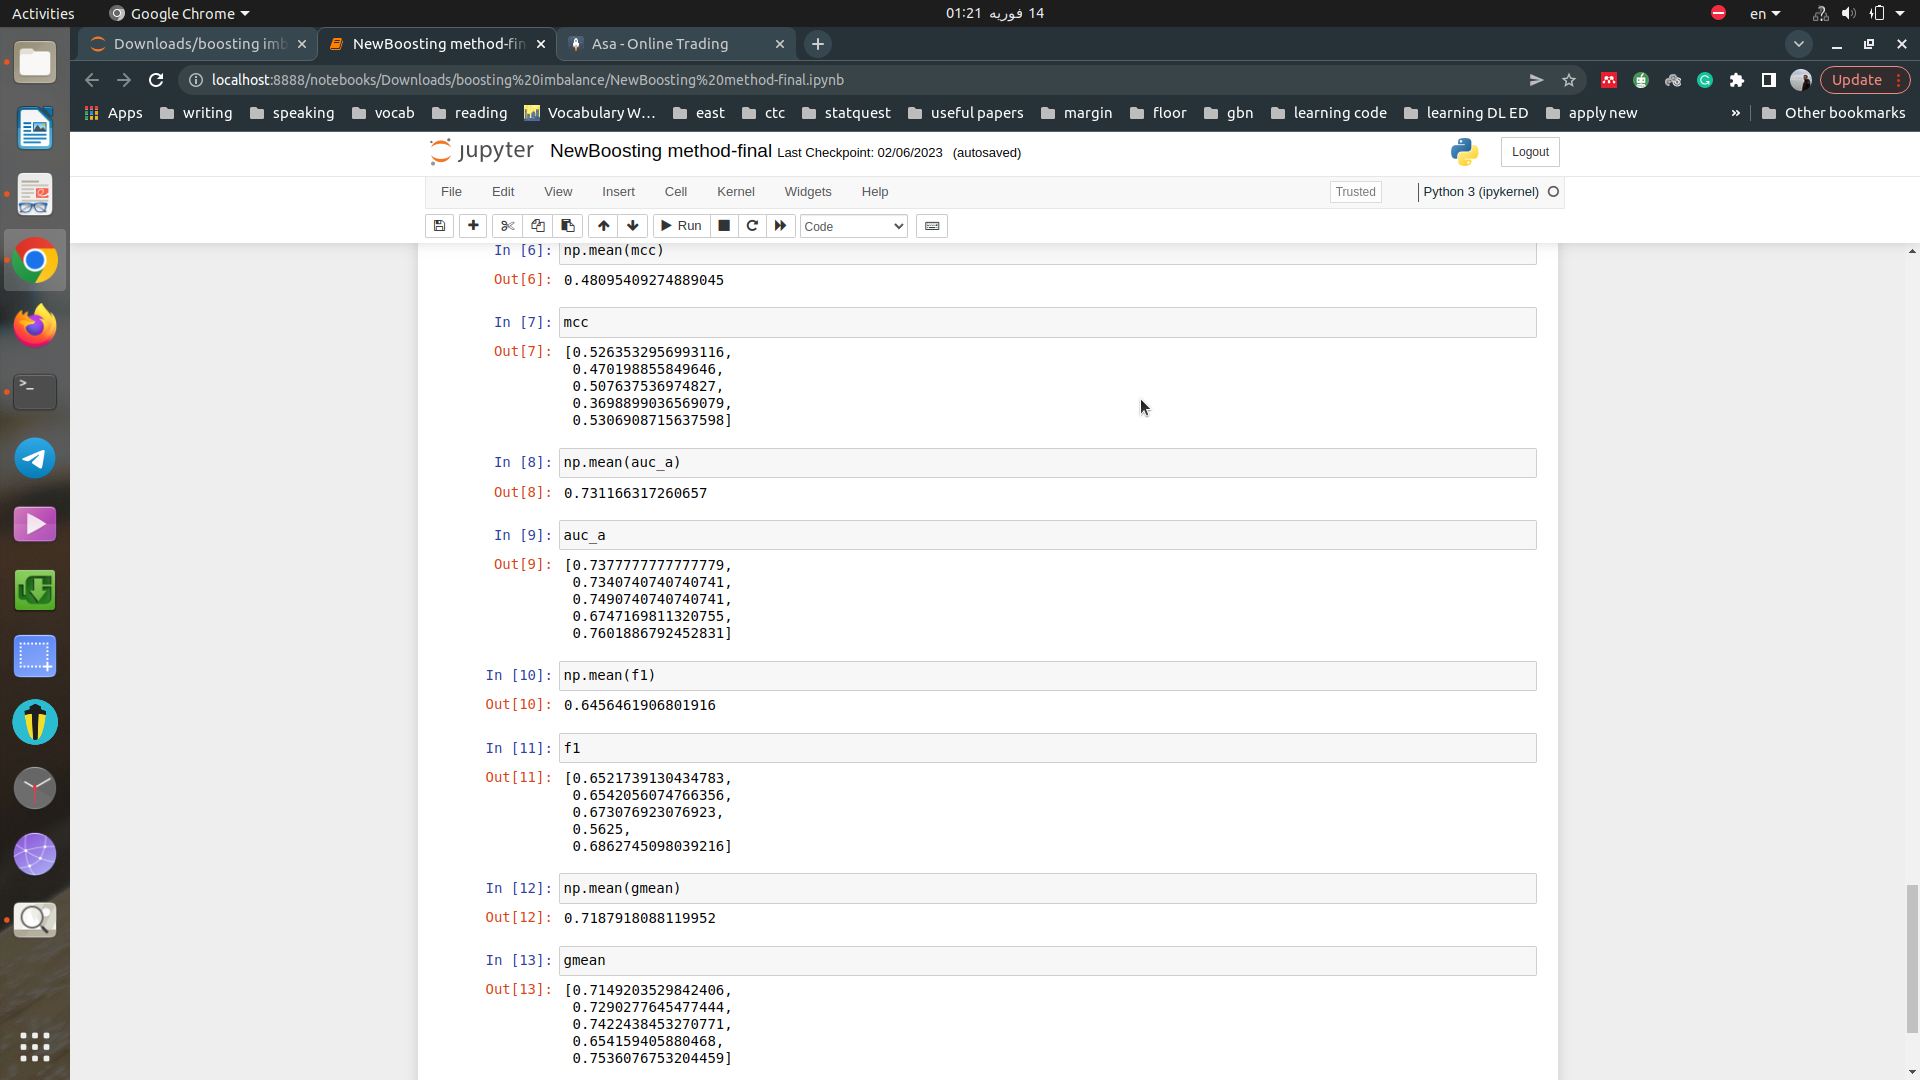 Activities
Google Chrome
01:21 14 فوریه
en
Downloads/boosting imb
NewBoosting method-fin
Asa - Online Trading
localhost:8888/notebooks/Downloads/boosting%20imbalance/NewBoosting%20method-final.ipynb
Update
Apps
writing
speaking
vocab
reading
Vocabulary W...
east
ctc
statquest
useful papers
margin
floor
gbn
learning code
learning DL ED
apply new
»
Other bookmarks
jupyter
NewBoosting method-final Last Checkpoint: 02/06/2023 (autosaved)
Logout
File Edit View Insert Cell Kernel Widgets Help
Trusted
Python 3 (ipykernel)
Run
Code
In [6]: np.mean(mcc)
Out[6]: 0.48095409274889045
In [7]: mcc
Out[7]: [0.5263532956993116,
0.470198855849646,
0.507637536974827,
0.3698899036569079,
0.5306908715637598]
In [8]: np.mean(auc_a)
Out[8]: 0.731166317260657
In [9]: auc_a
Out[9]: [0.7377777777777779,
0.7340740740740741,
0.7490740740740741,
0.6747169811320755,
0.7601886792452831]
In [10]: np.mean(f1)
Out[10]: 0.6456461906801916
In [11]: f1
Out[11]: [0.6521739130434783,
0.6542056074766356,
0.673076923076923,
0.5625,
0.6862745098039216]
In [12]: np.mean(gmean)
Out[12]: 0.7187918088119952
In [13]: gmean
Out[13]: [0.7149203529842406,
0.7290277645477444,
0.7422438453270771,
0.654159405880468,
0.7536076753204459]